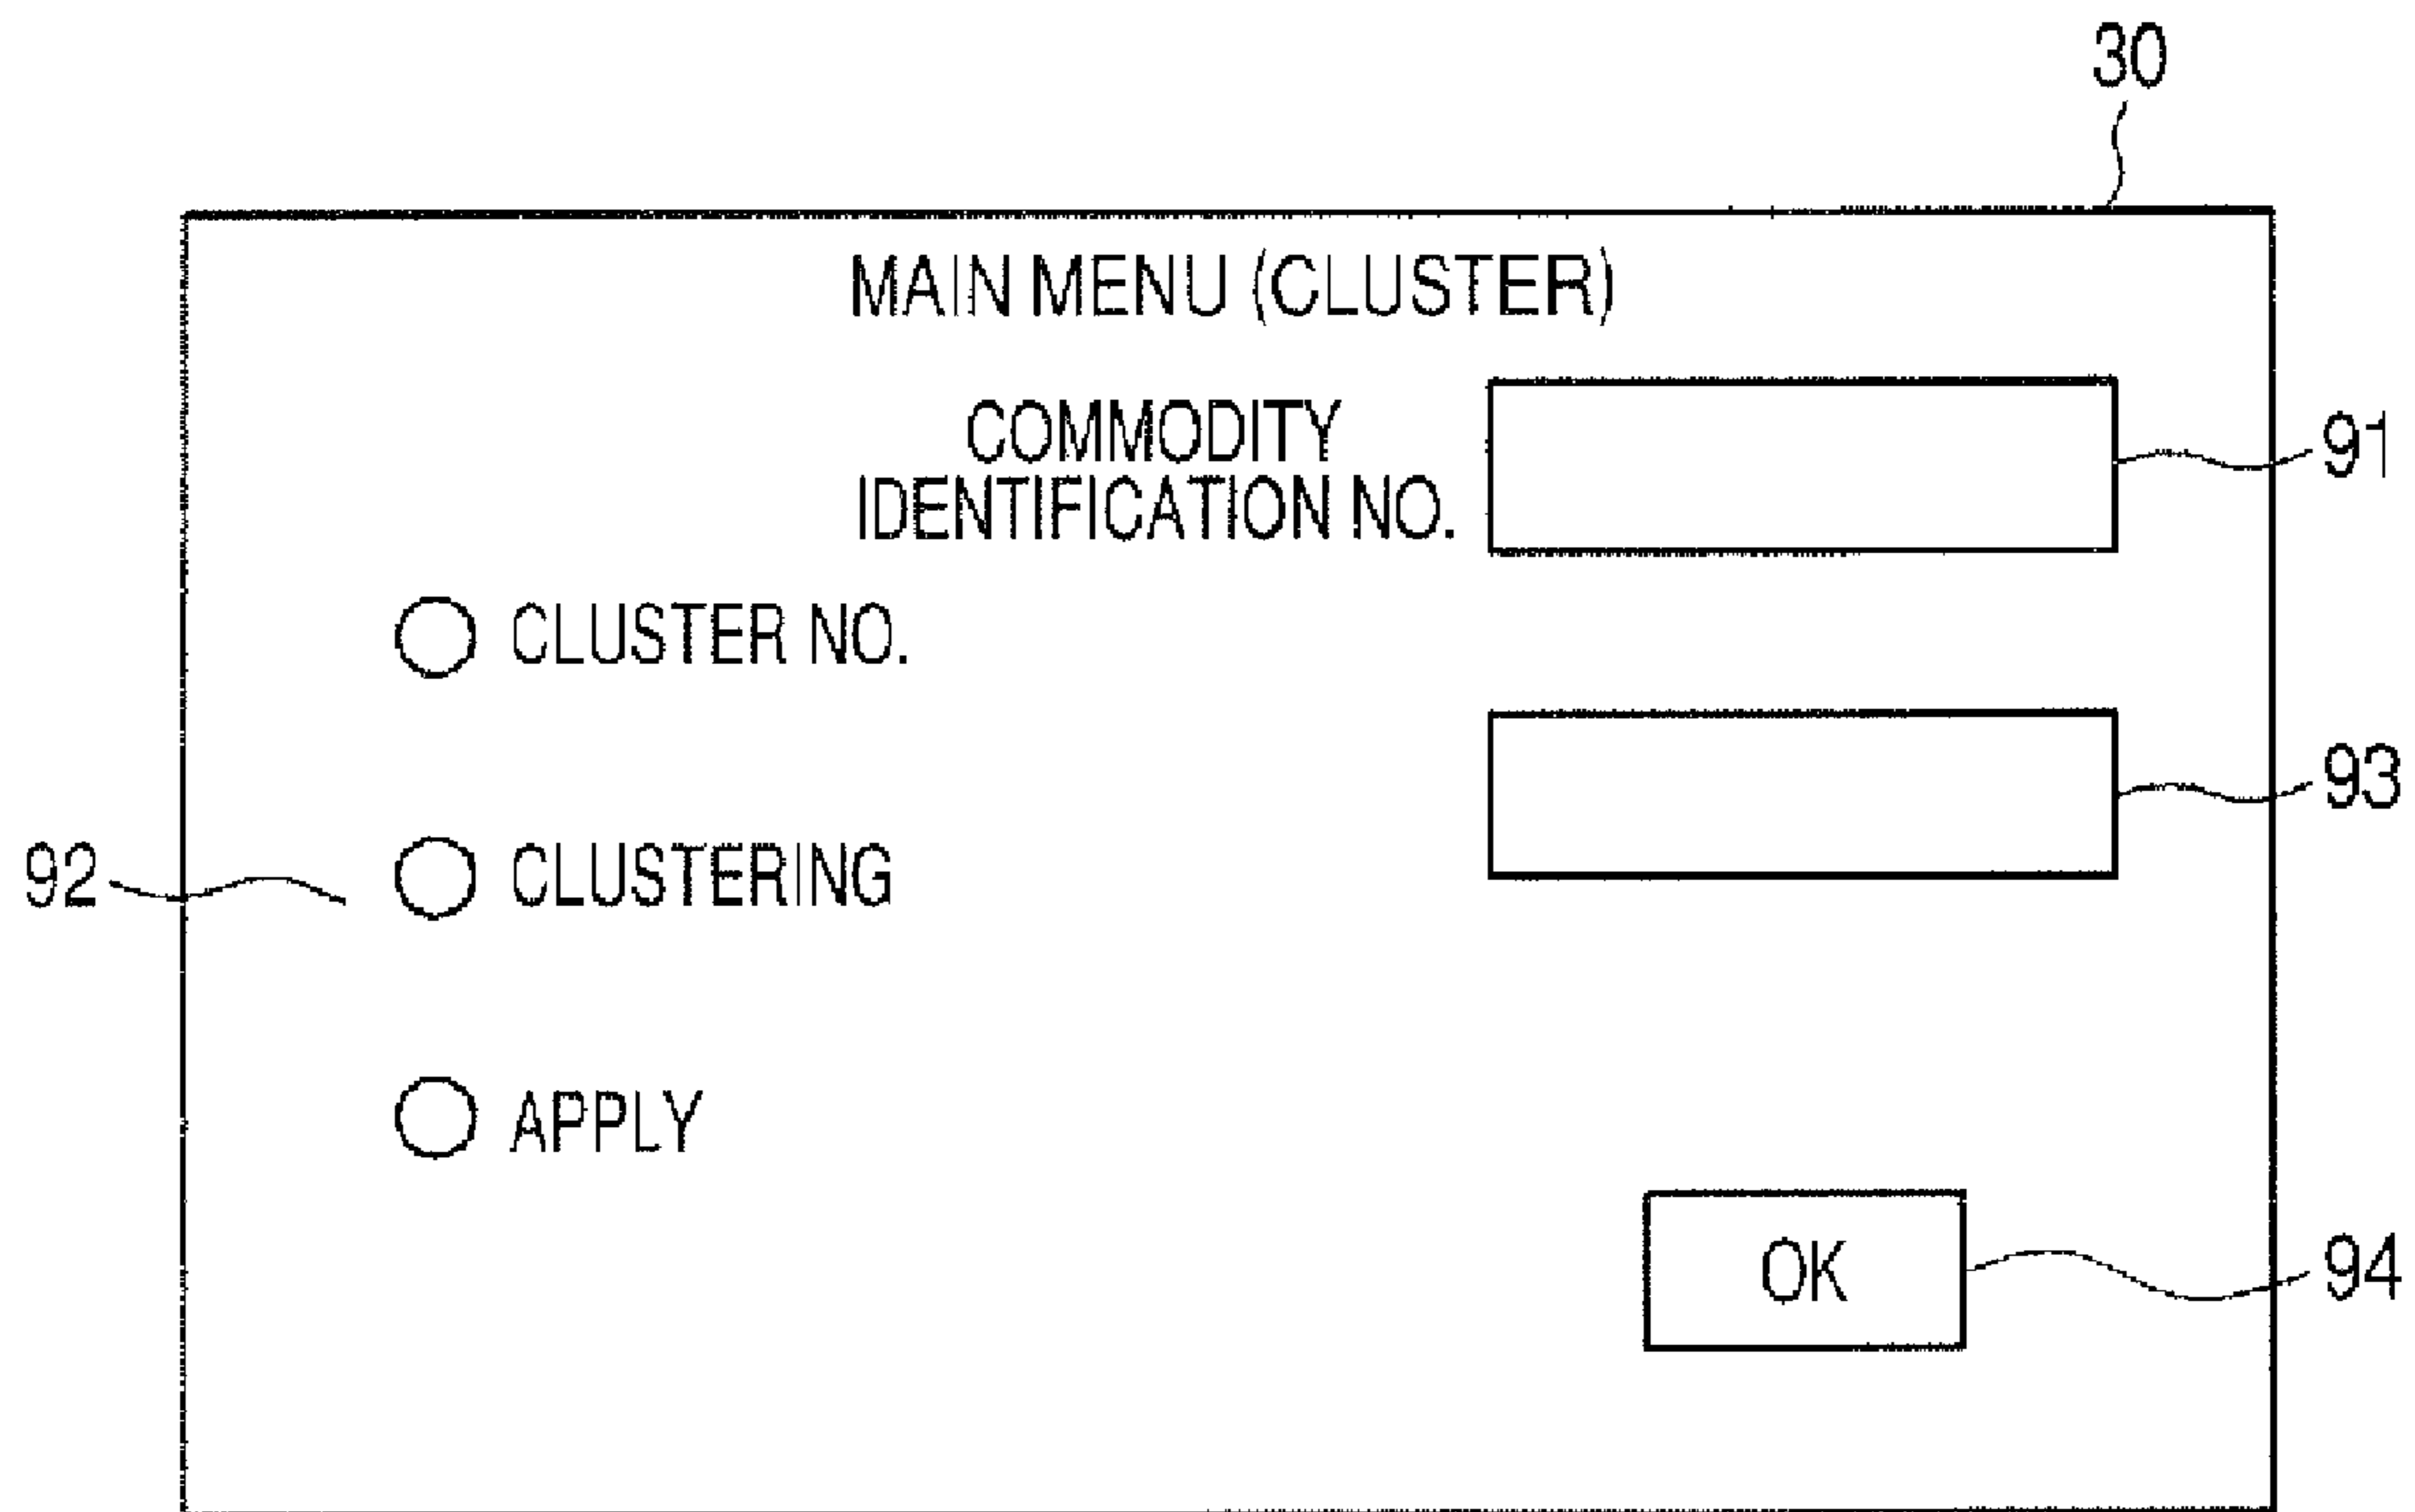 30
MAIN MENU (CLUSTER)
COMMODITY
IDENTIFICATION NO.
91
CLUSTER NO.
93
92
CLUSTERING
APPLY
OK
94